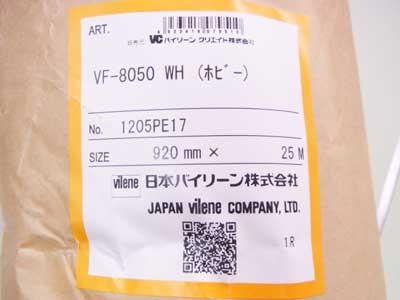 ART.
発売元 VC バイリーン クリエイト株式会社
VF-8050 WH (ホビー)
No. 1205PE17
SIZE 920 mm × 25 M
vilene 日本バイリーン株式会社
JAPAN vilene COMPANY, LTD.
1R